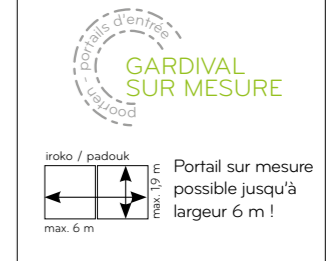 poorten - portails d'entrée
GARDIVAL
SUR MESURE
iroko / padouk
max. 1,9 m
max. 6 m
Portail sur mesure
possible jusqu'à
largeur 6 m !